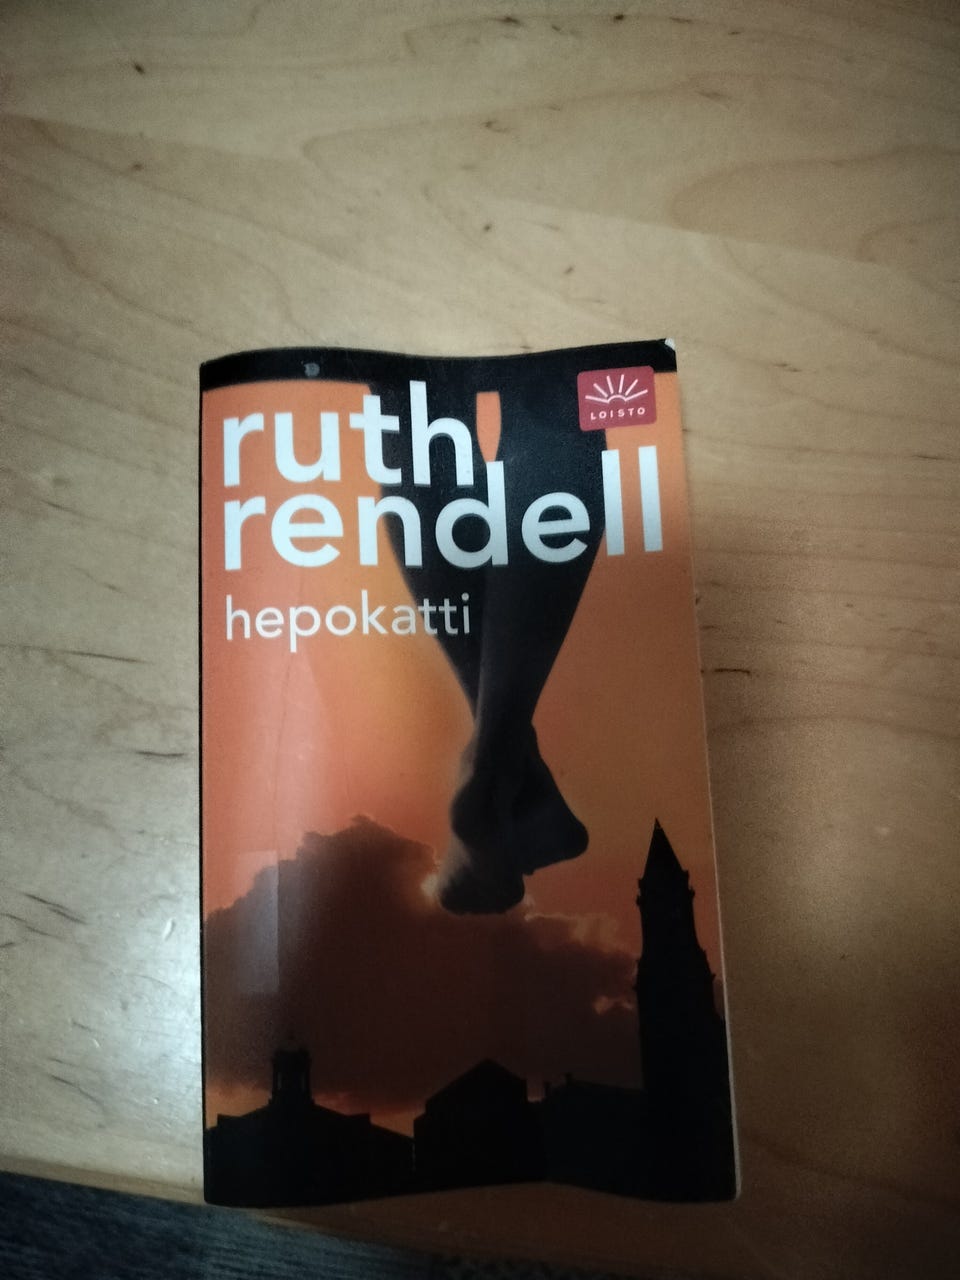 ruth
rendell
hepokatti
LOISTO